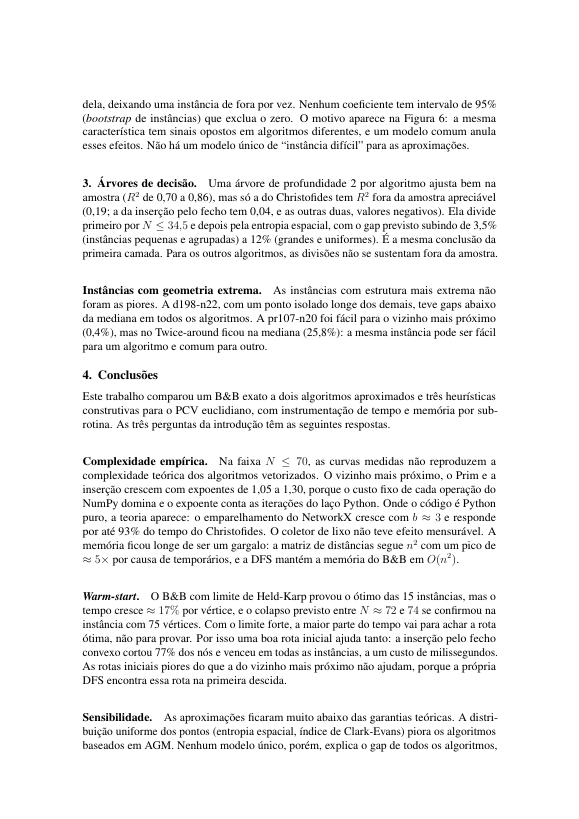 dela, deixando uma instância de fora por vez. Nenhum coeficiente tem intervalo de 95%
(bootstrap de instâncias) que exclua o zero. O motivo aparece na Figura 6: a mesma
característica tem sinais opostos em algoritmos diferentes, e um modelo comum anula
esses efeitos. Não há um modelo único de “instância difícil” para as aproximações.
3. Árvores de decisão. Uma árvore de profundidade 2 por algoritmo ajusta bem na
amostra (R² de 0,70 a 0,86), mas só a do Christofides tem R² fora da amostra apreciável
(0,19; a da inserção pelo fecho tem 0,04, e as outras duas, valores negativos). Ela divide
primeiro por N ≤ 34,5 e depois pela entropia espacial, com o gap previsto subindo de 3,5%
(instâncias pequenas e agrupadas) a 12% (grandes e uniformes). É a mesma conclusão da
primeira camada. Para os outros algoritmos, as divisões não se sustentam fora da amostra.
Instâncias com geometria extrema. As instâncias com estrutura mais extrema não
foram as piores. A d198-n22, com um ponto isolado longe dos demais, teve gaps abaixo
da mediana em todos os algoritmos. A pr107-n20 foi fácil para o vizinho mais próximo
(0,4%), mas no Twice-around ficou na mediana (25,8%): a mesma instância pode ser fácil
para um algoritmo e comum para outro.
4. Conclusões
Este trabalho comparou um B&B exato a dois algoritmos aproximados e três heurísticas
construtivas para o PCV euclidiano, com instrumentação de tempo e memória por sub-
rotina. As três perguntas da introdução têm as seguintes respostas.
Complexidade empírica. Na faixa N ≤ 70, as curvas medidas não reproduzem a
complexidade teórica dos algoritmos vetorizados. O vizinho mais próximo, o Prim e a
inserção crescem com expoentes de 1,05 a 1,30, porque o custo fixo de cada operação do
NumPy domina e o expoente conta as iterações do laço Python. Onde o código é Python
puro, a teoria aparece: o emparelhamento do NetworkX cresce com b ≈ 3 e responde
por até 93% do tempo do Christofides. O coletor de lixo não teve efeito mensurável. A
memória ficou longe de ser um gargalo: a matriz de distâncias segue n² com um pico de
≈ 5× por causa de temporários, e a DFS mantém a memória do B&B em O(n²).
Warm-start. O B&B com limite de Held-Karp provou o ótimo das 15 instâncias, mas o
tempo cresce ≈ 17% por vértice, e o colapso previsto entre N ≈ 72 e 74 se confirmou na
instância com 75 vértices. Com o limite forte, a maior parte do tempo vai para achar a rota
ótima, não para provar. Por isso uma boa rota inicial ajuda tanto: a inserção pelo fecho
convexo cortou 77% dos nós e venceu em todas as instâncias, a um custo de milissegundos.
As rotas iniciais piores do que a do vizinho mais próximo não ajudam, porque a própria
DFS encontra essa rota na primeira descida.
Sensibilidade. As aproximações ficaram muito abaixo das garantias teóricas. A distri-
buição uniforme dos pontos (entropia espacial, índice de Clark-Evans) piora os algoritmos
baseados em AGM. Nenhum modelo único, porém, explica o gap de todos os algoritmos,